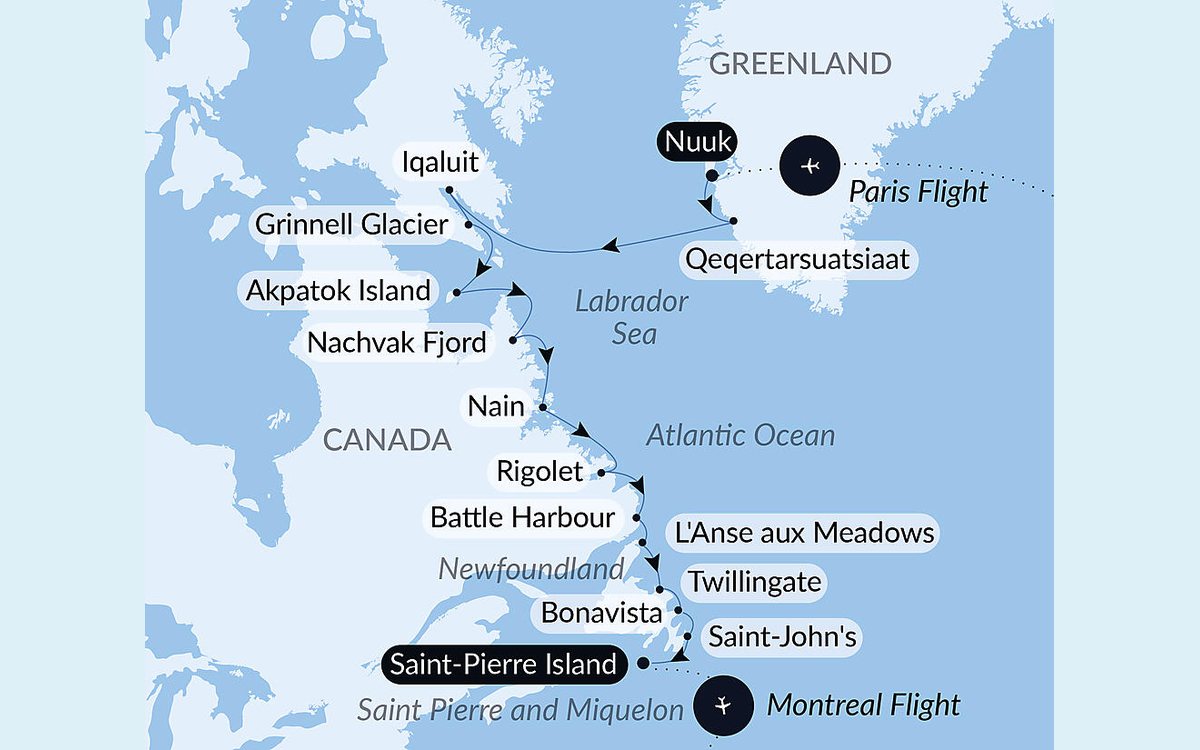 GREENLAND
Nuuk
Iqaluit
Paris Flight
Grinnell Glacier
Qeqertarsuatsiaat
Akpatok Island
Labrador
Sea
Nachvak Fjord
Nain
Atlantic Ocean
CANADA
Rigolet
Battle Harbour
L'Anse aux Meadows
Newfoundland
Twillingate
Bonavista
Saint-John's
Saint-Pierre Island
Saint Pierre and Miquelon
Montreal Flight